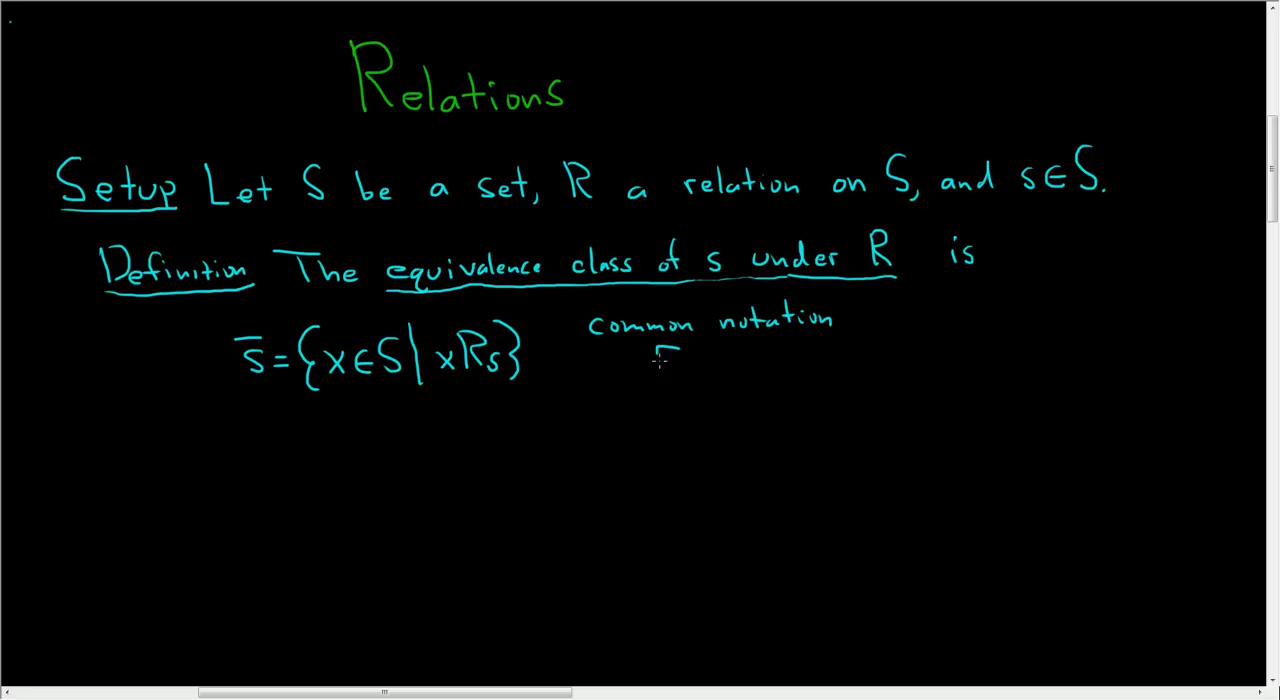 Relations
Setup Let S be a set, R a relation on S, and s∈S.
Definition The equivalence class of s under R is
s̅ = {x∈S | xRs}
common notation